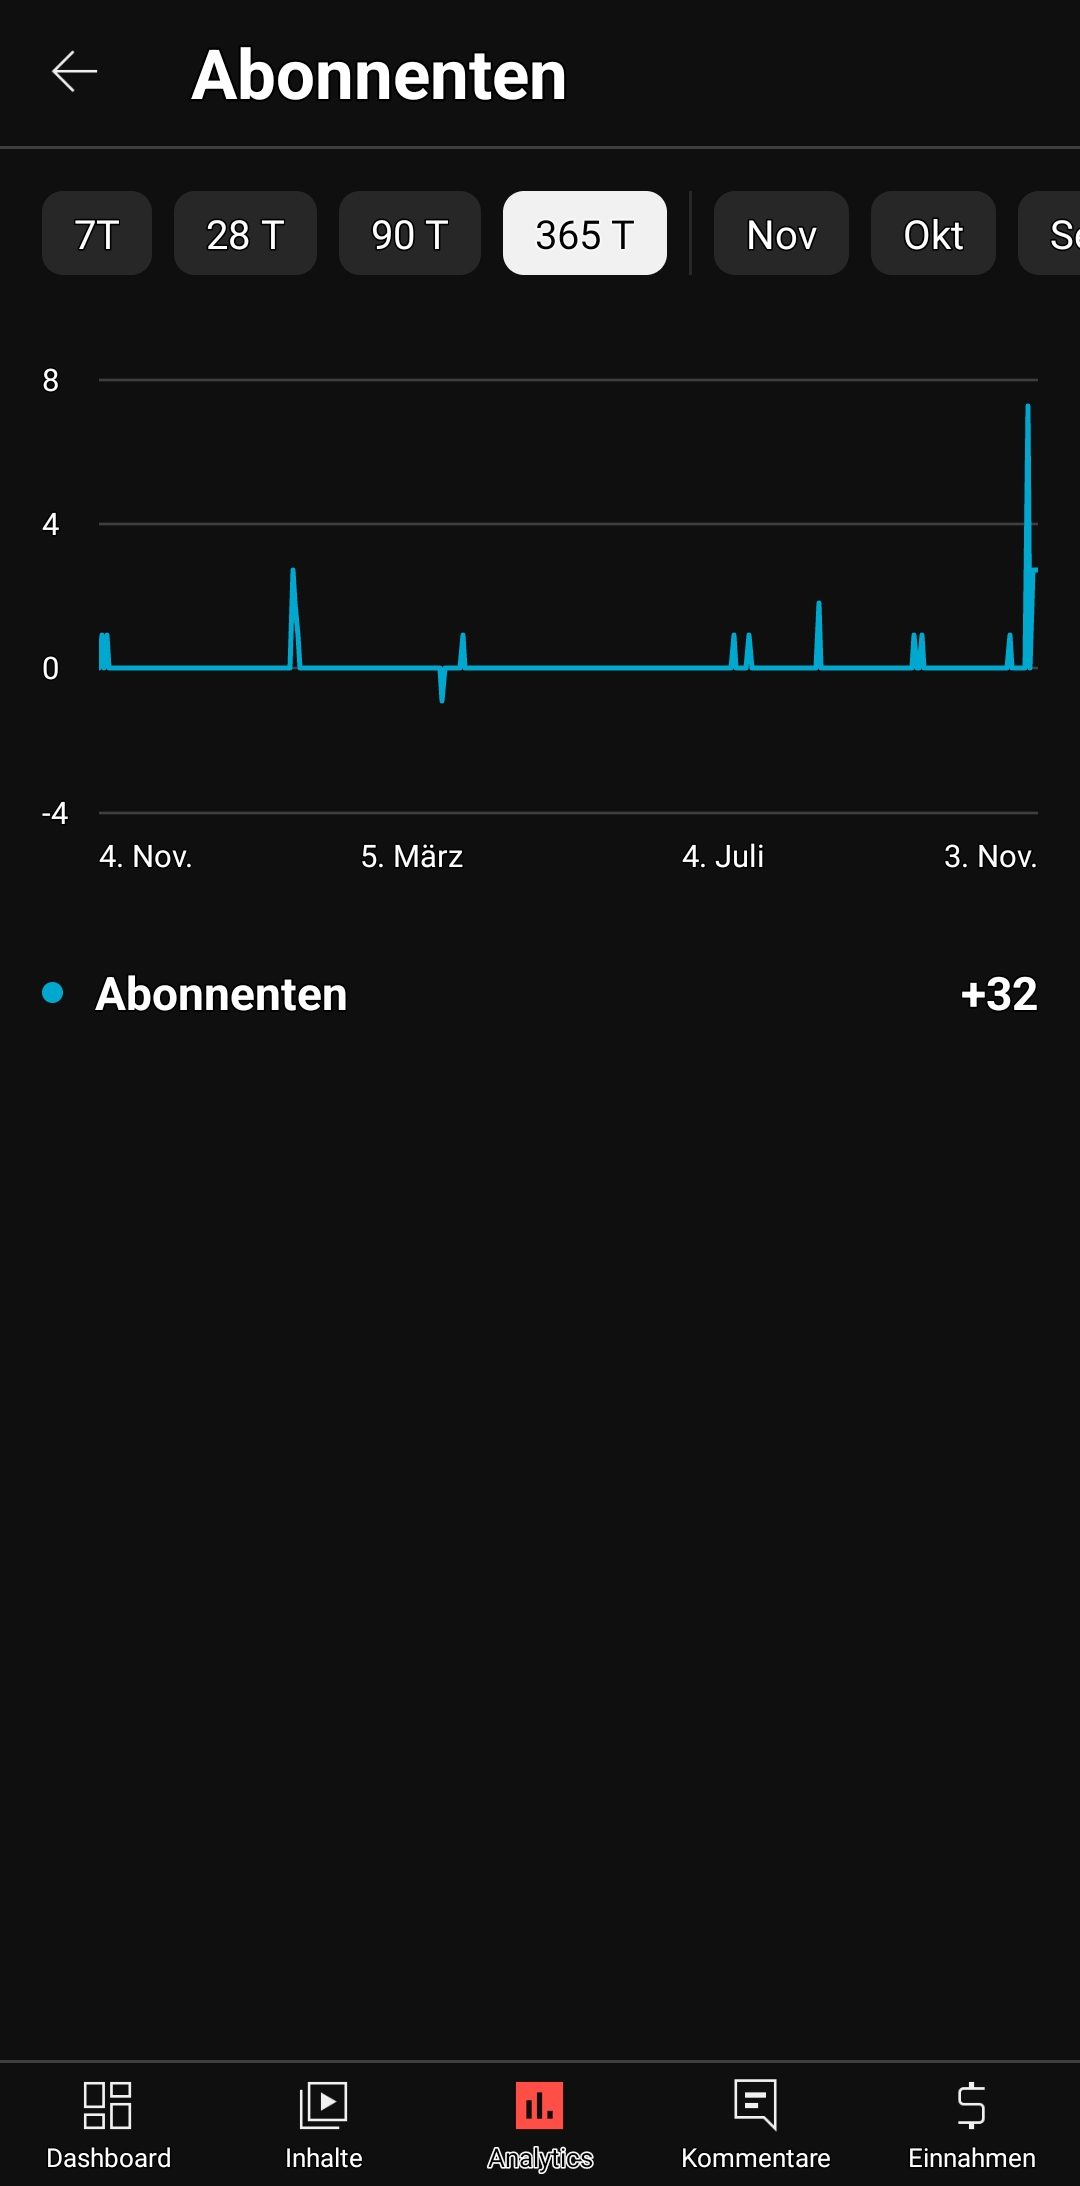 Abonnenten
7T 28 T 90 T 365 T Nov Okt
8
4
0
-4
4. Nov. 5. März 4. Juli 3. Nov.
Abonnenten +32
Dashboard Inhalte Analytics Kommentare Einnahmen